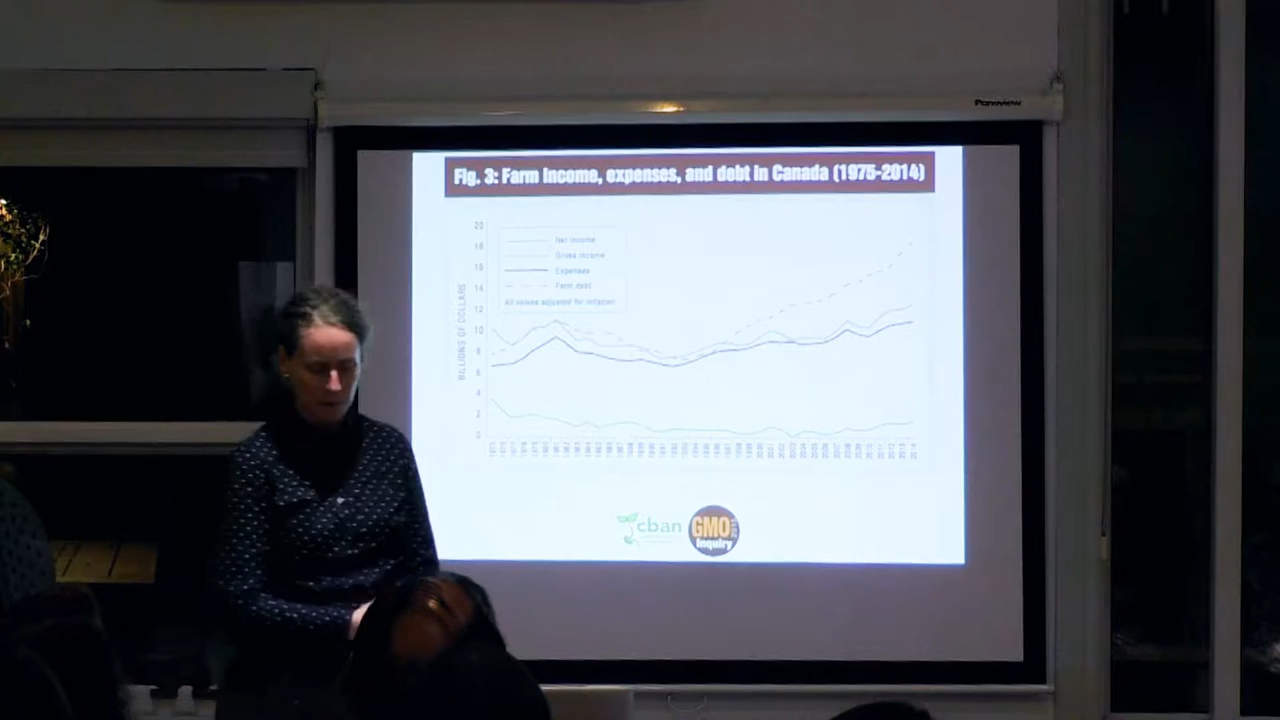 Panoview
Fig. 3: Farm Income, expenses, and debt in Canada (1975-2014)
20
18
16
14
12
10
8
6
4
2
0
BILLIONS OF DOLLARS
Net income
Gross income
Expenses
Farm debt
All values adjusted for inflation
cban
GMO
Inquiry